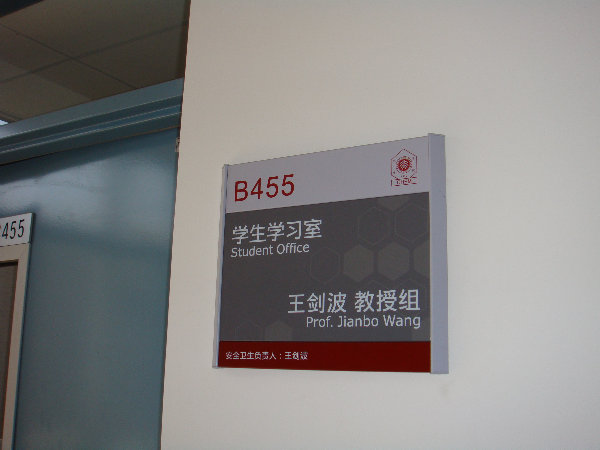 B455
学生学习室
Student Office
王剑波 教授组
Prof. Jianbo Wang
安全卫生负责人：王剑波
455